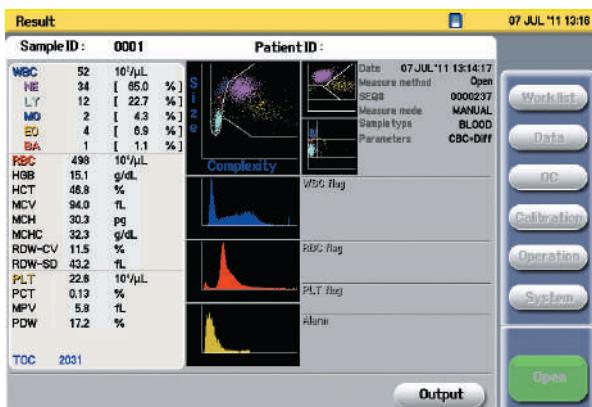 Result
07 JUL '11 13:16
Sample ID : 0001 Patient ID :
WBC 52 10²/µL
NE 34 [ 65.0 % ]
LY 12 [ 22.7 % ]
MO 2 [ 4.3 % ]
EO 4 [ 6.9 % ]
BA 1 [ 1.1 % ]
RBC 498 10⁴/µL
HGB 15.1 g/dL
HCT 46.8 %
MCV 94.0 fL
MCH 30.3 pg
MCHC 32.3 g/dL
RDW-CV 11.5 %
RDW-SD 43.2 fL
PLT 22.6 10⁴/µL
PCT 0.13 %
MPV 5.8 fL
PDW 17.2 %
TOC 2031
Size
Complexity
Date 07 JUL'11 13:14:17
Measure method Open
SEQ# 0000237
Measure mode MANUAL
Sample type BLOOD
Parameters CBC+Diff
WBC flag
RBC flag
PLT flag
Alarm
Worklist
Data
QC
Calibration
Operation
System
Open
Output